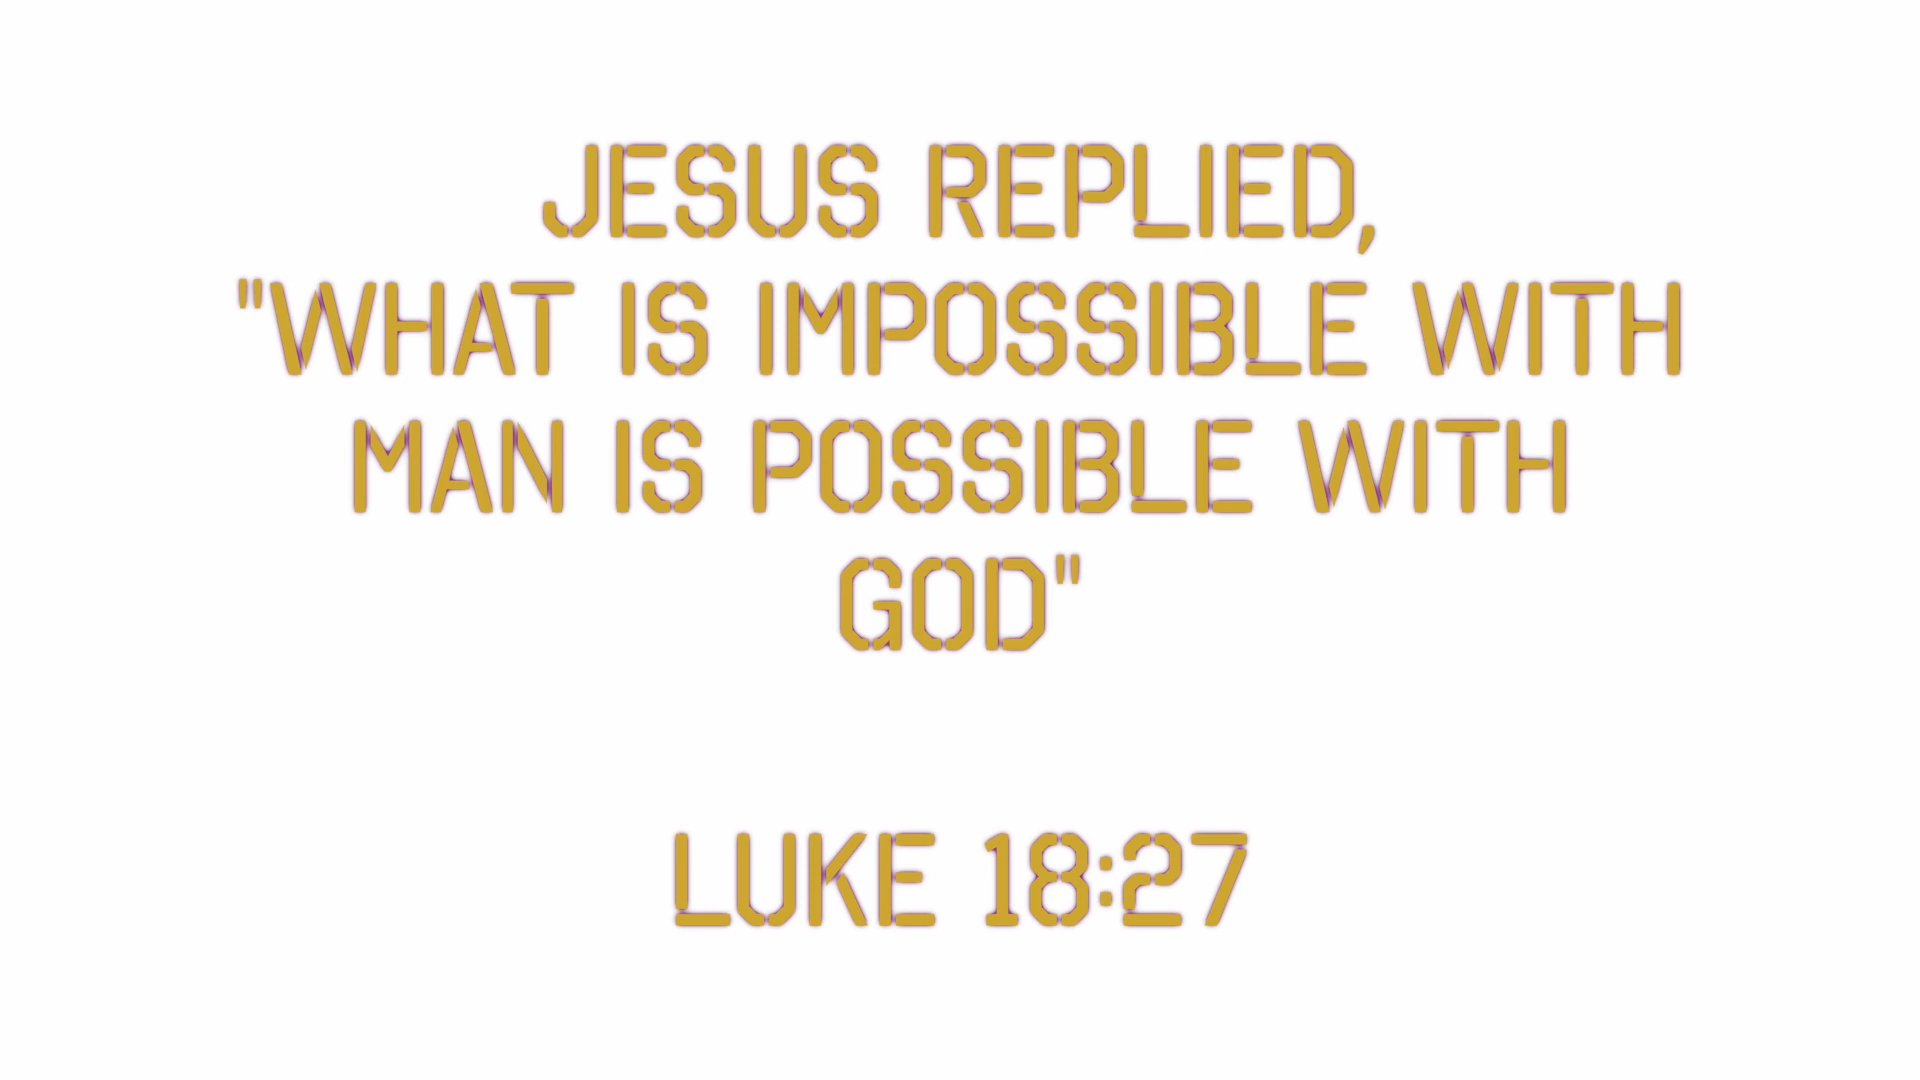 JESUS REPLIED,
"WHAT IS IMPOSSIBLE WITH
MAN IS POSSIBLE WITH
GOD"
LUKE 18:27